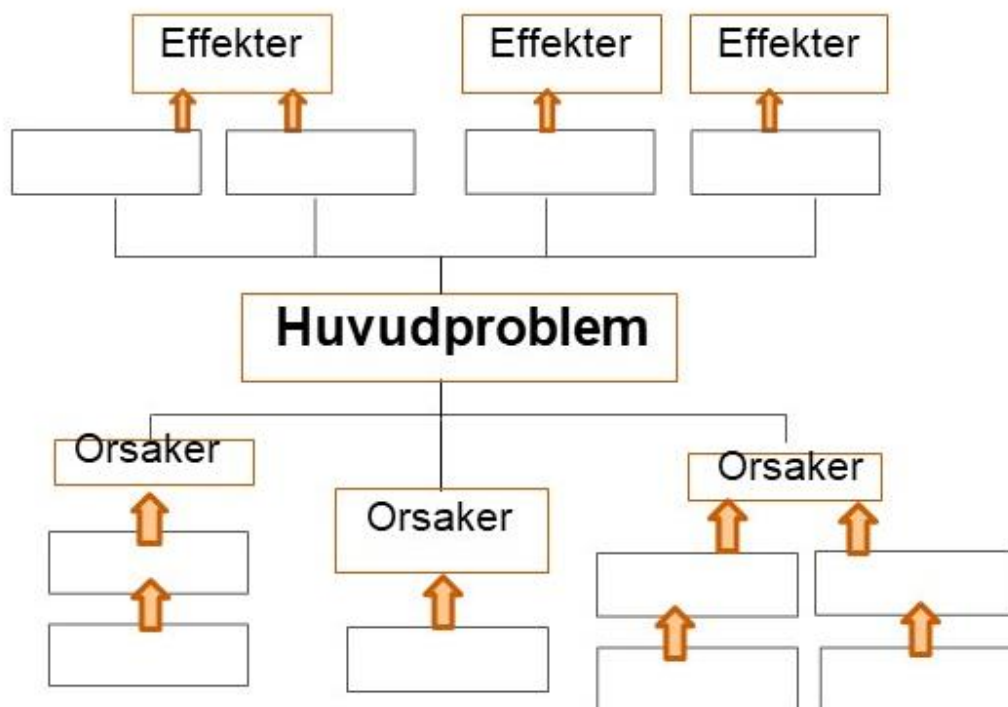 Effekter
Effekter
Effekter
Huvudproblem
Orsaker
Orsaker
Orsaker